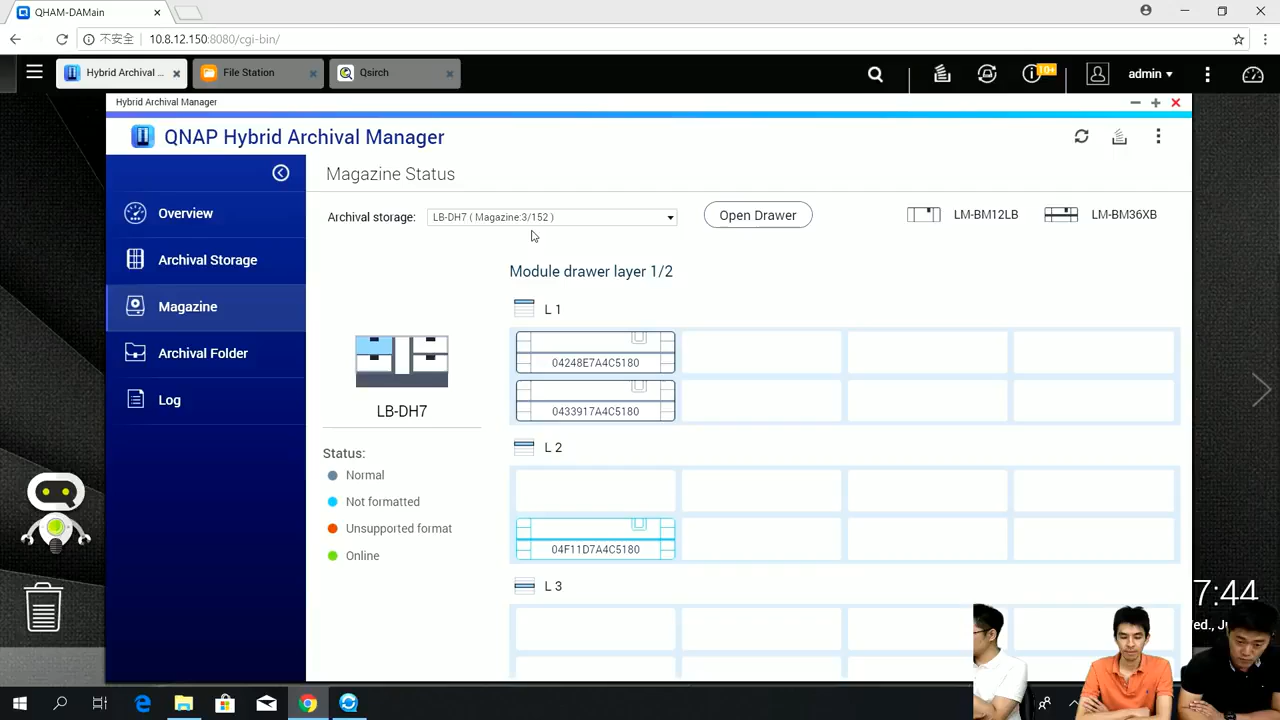 QHAM-DAMain
不安全 10.8.12.150:8080/cgi-bin/
Hybrid Archival ...
File Station
Qsirch
10+
admin
Hybrid Archival Manager
QNAP Hybrid Archival Manager
Overview
Archival Storage
Magazine
Archival Folder
Log
Magazine Status
Archival storage: LB-DH7 ( Magazine:3/152 )
Open Drawer
LM-BM12LB
LM-BM36XB
LB-DH7
Status:
Normal
Not formatted
Unsupported format
Online
Module drawer layer 1/2
L 1
04248E7A4C5180
0433917A4C5180
L 2
04F11D7A4C5180
L 3
7:44